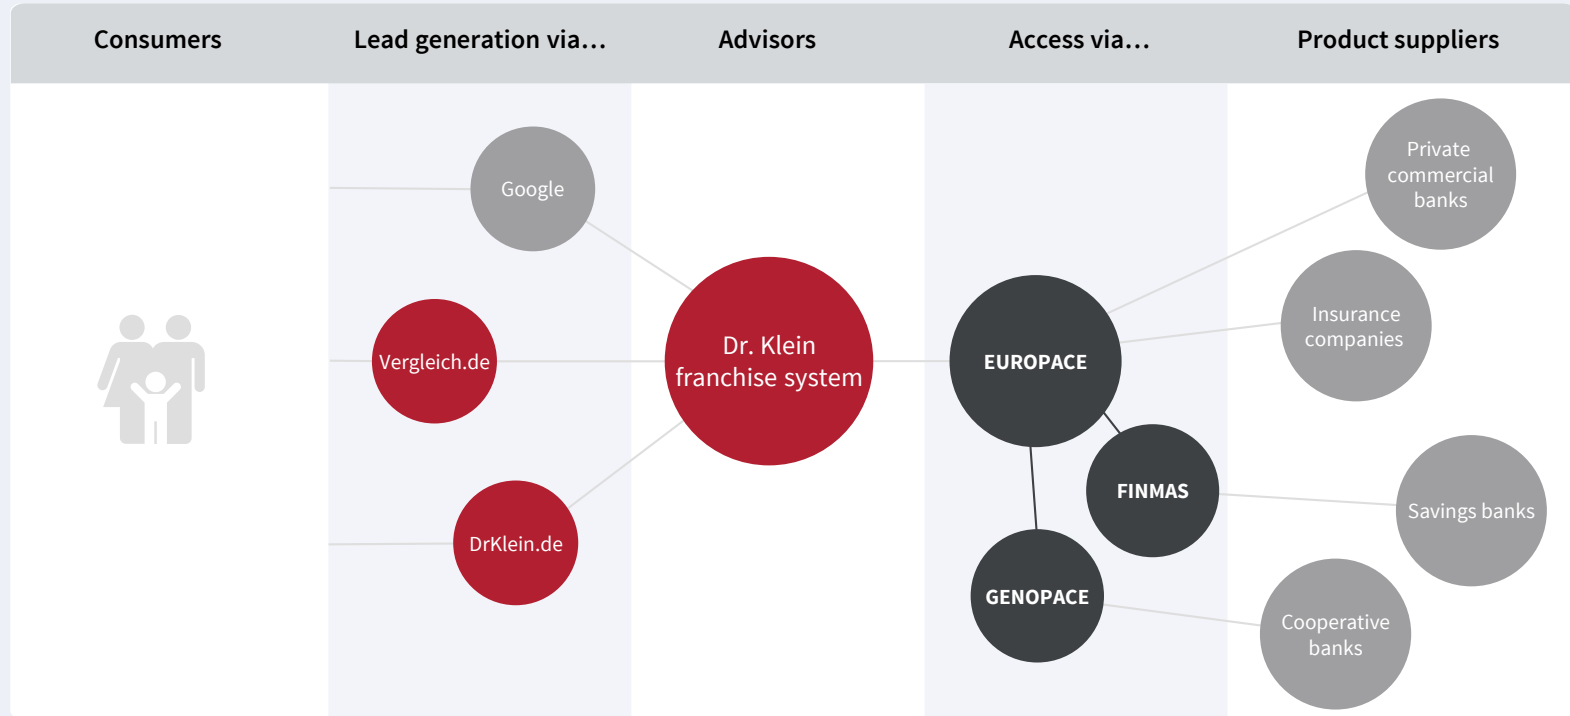 Consumers
Lead generation via…
Advisors
Access via…
Product suppliers
Google
Vergleich.de
DrKlein.de
Dr. Klein
franchise system
EUROPACE
FINMAS
GENOPACE
Private
commercial
banks
Insurance
companies
Savings banks
Cooperative
banks